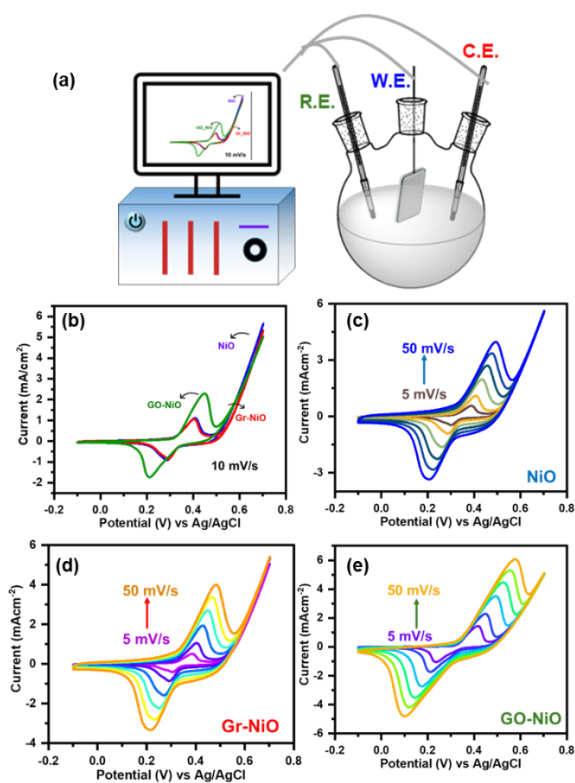 (a)
R.E.
W.E.
C.E.
NiO
GO-NiO
Gr-NiO
10 mV/s
(b)
6
5
4
3
2
1
0
-1
-2
Current (mA/cm²)
NiO
GO-NiO
Gr-NiO
10 mV/s
-0.2 0.0 0.2 0.4 0.6 0.8
Potential (V) vs Ag/AgCl
(c)
6
3
0
-3
Current (mAcm⁻²)
50 mV/s
5 mV/s
-0.2 0.0 0.2 0.4 0.6 0.8
Potential (V) vs Ag/AgCl
NiO
(d)
6
4
2
0
-2
-4
Current (mAcm⁻²)
50 mV/s
5 mV/s
-0.2 0.0 0.2 0.4 0.6 0.8
Potential (V) vs Ag/AgCl
Gr-NiO
(e)
6
4
2
0
-2
-4
-6
Current (mAcm⁻²)
50 mV/s
5 mV/s
-0.2 0.0 0.2 0.4 0.6 0.8
Potential (V) vs Ag/AgCl
GO-NiO